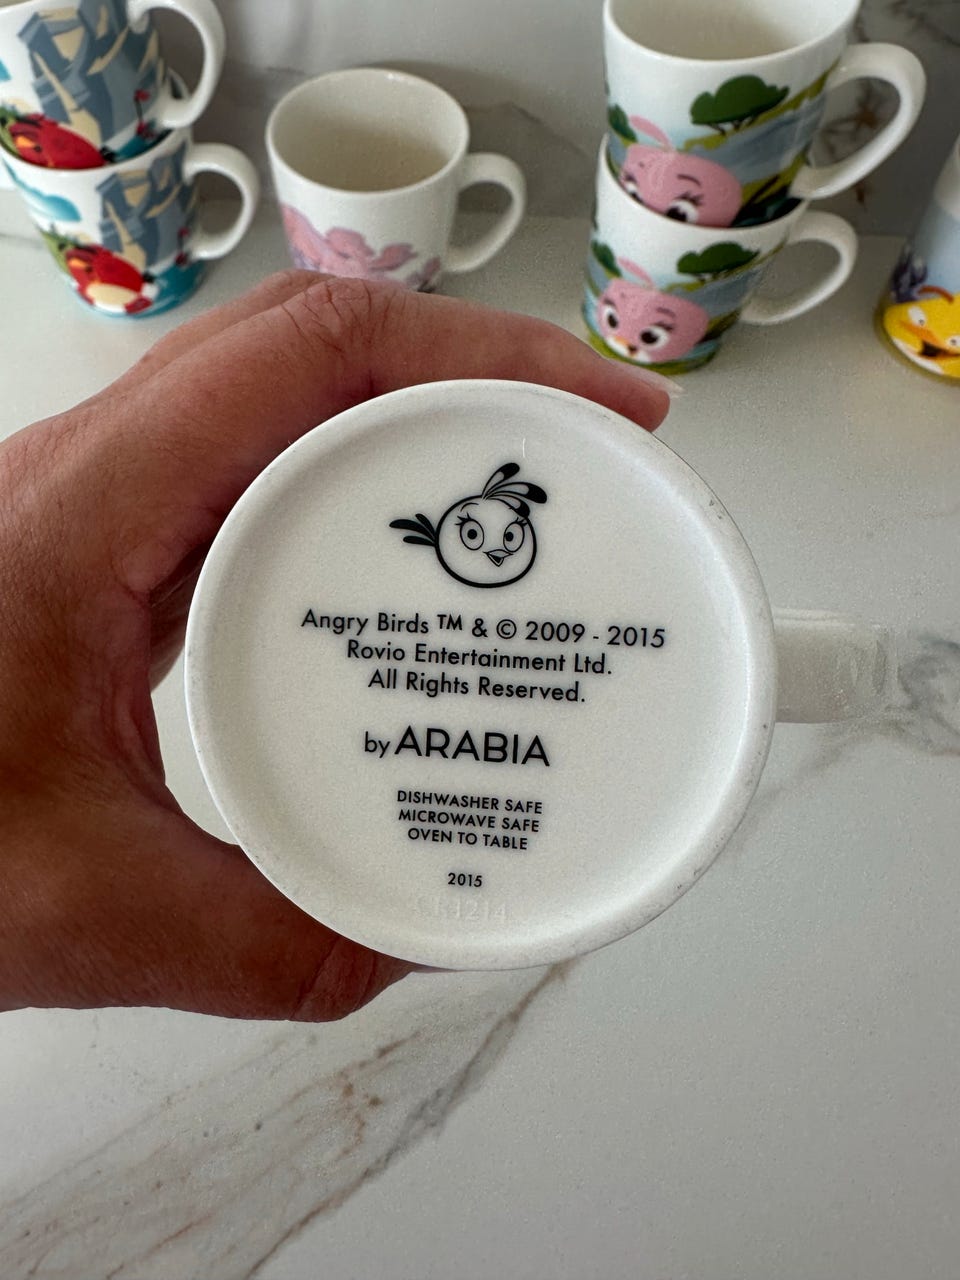 Angry Birds ™ & © 2009 - 2015
Rovio Entertainment Ltd.
All Rights Reserved.
by ARABIA
DISHWASHER SAFE
MICROWAVE SAFE
OVEN TO TABLE
2015